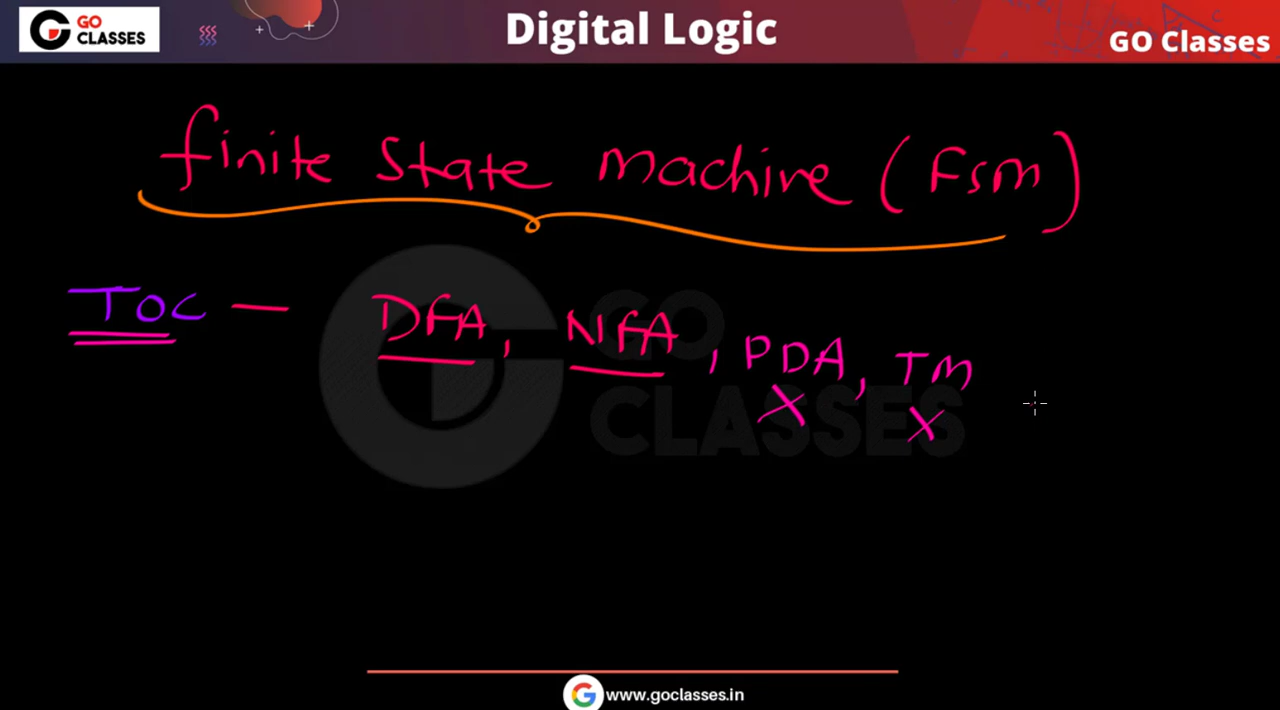 GO CLASSES
Digital Logic
GO Classes
finite State machine (Fsm)
TOC — DFA, NFA, PDA, TM
X X
GO CLASSES
www.goclasses.in